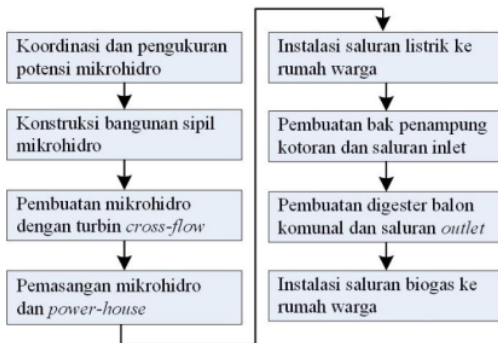 Koordinasi dan pengukuran
potensi mikrohidro
Konstruksi bangunan sipil
mikrohidro
Pembuatan mikrohidro
dengan turbin cross-flow
Pemasangan mikrohidro
dan power-house
Instalasi saluran listrik ke
rumah warga
Pembuatan bak penampung
kotoran dan saluran inlet
Pembuatan digester balon
komunal dan saluran outlet
Instalasi saluran biogas ke
rumah warga